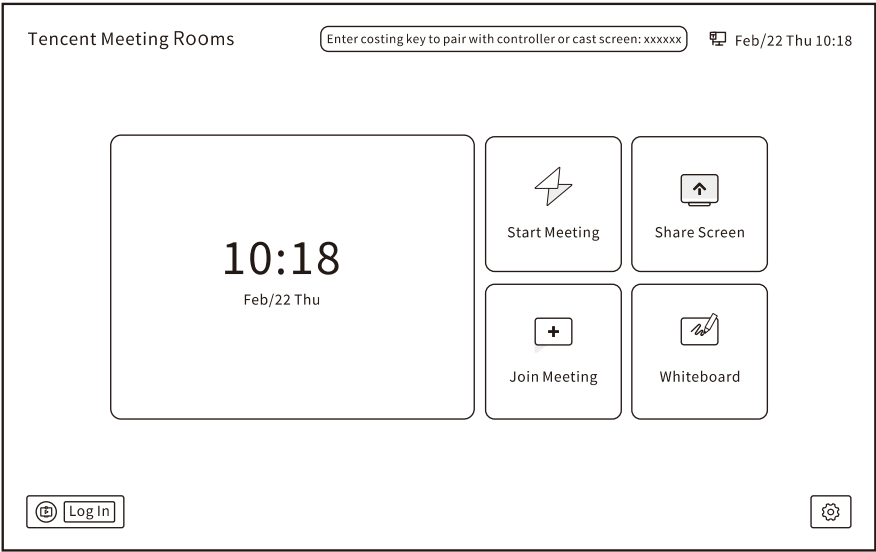 Tencent Meeting Rooms
Enter costing key to pair with controller or cast screen: xxxxxx
Feb/22 Thu 10:18
10:18
Feb/22 Thu
Start Meeting
Share Screen
Join Meeting
Whiteboard
Log In